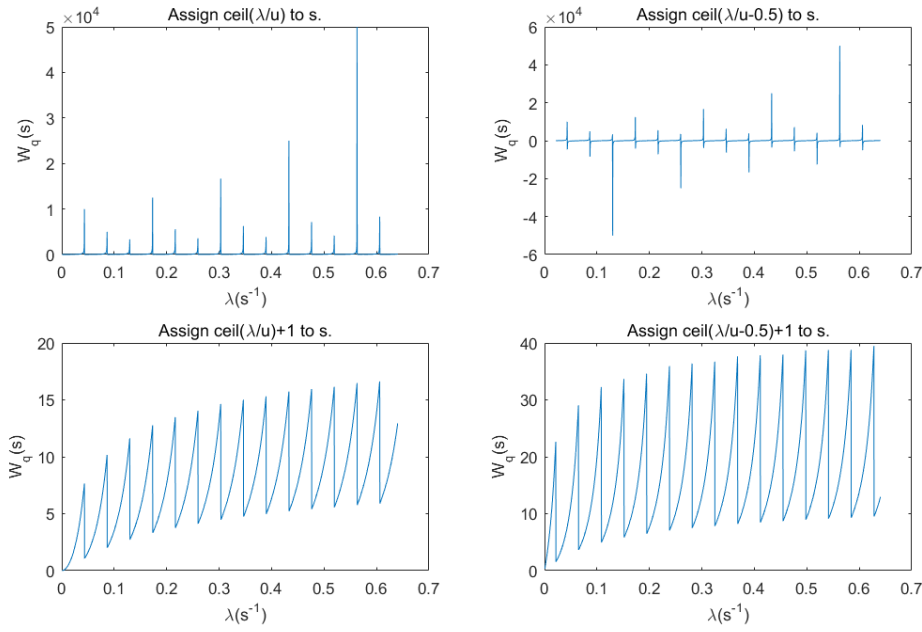 Assign ceil(λ/u) to s.
×10⁴
5
4
3
2
1
0
W_q(s)
0 0.1 0.2 0.3 0.4 0.5 0.6 0.7
λ(s⁻¹)
Assign ceil(λ/u-0.5) to s.
×10⁴
6
4
2
0
-2
-4
-6
W_q(s)
0 0.1 0.2 0.3 0.4 0.5 0.6 0.7
λ(s⁻¹)
Assign ceil(λ/u)+1 to s.
20
15
10
5
0
W_q(s)
0 0.1 0.2 0.3 0.4 0.5 0.6 0.7
λ(s⁻¹)
Assign ceil(λ/u-0.5)+1 to s.
40
30
20
10
0
W_q(s)
0 0.1 0.2 0.3 0.4 0.5 0.6 0.7
λ(s⁻¹)